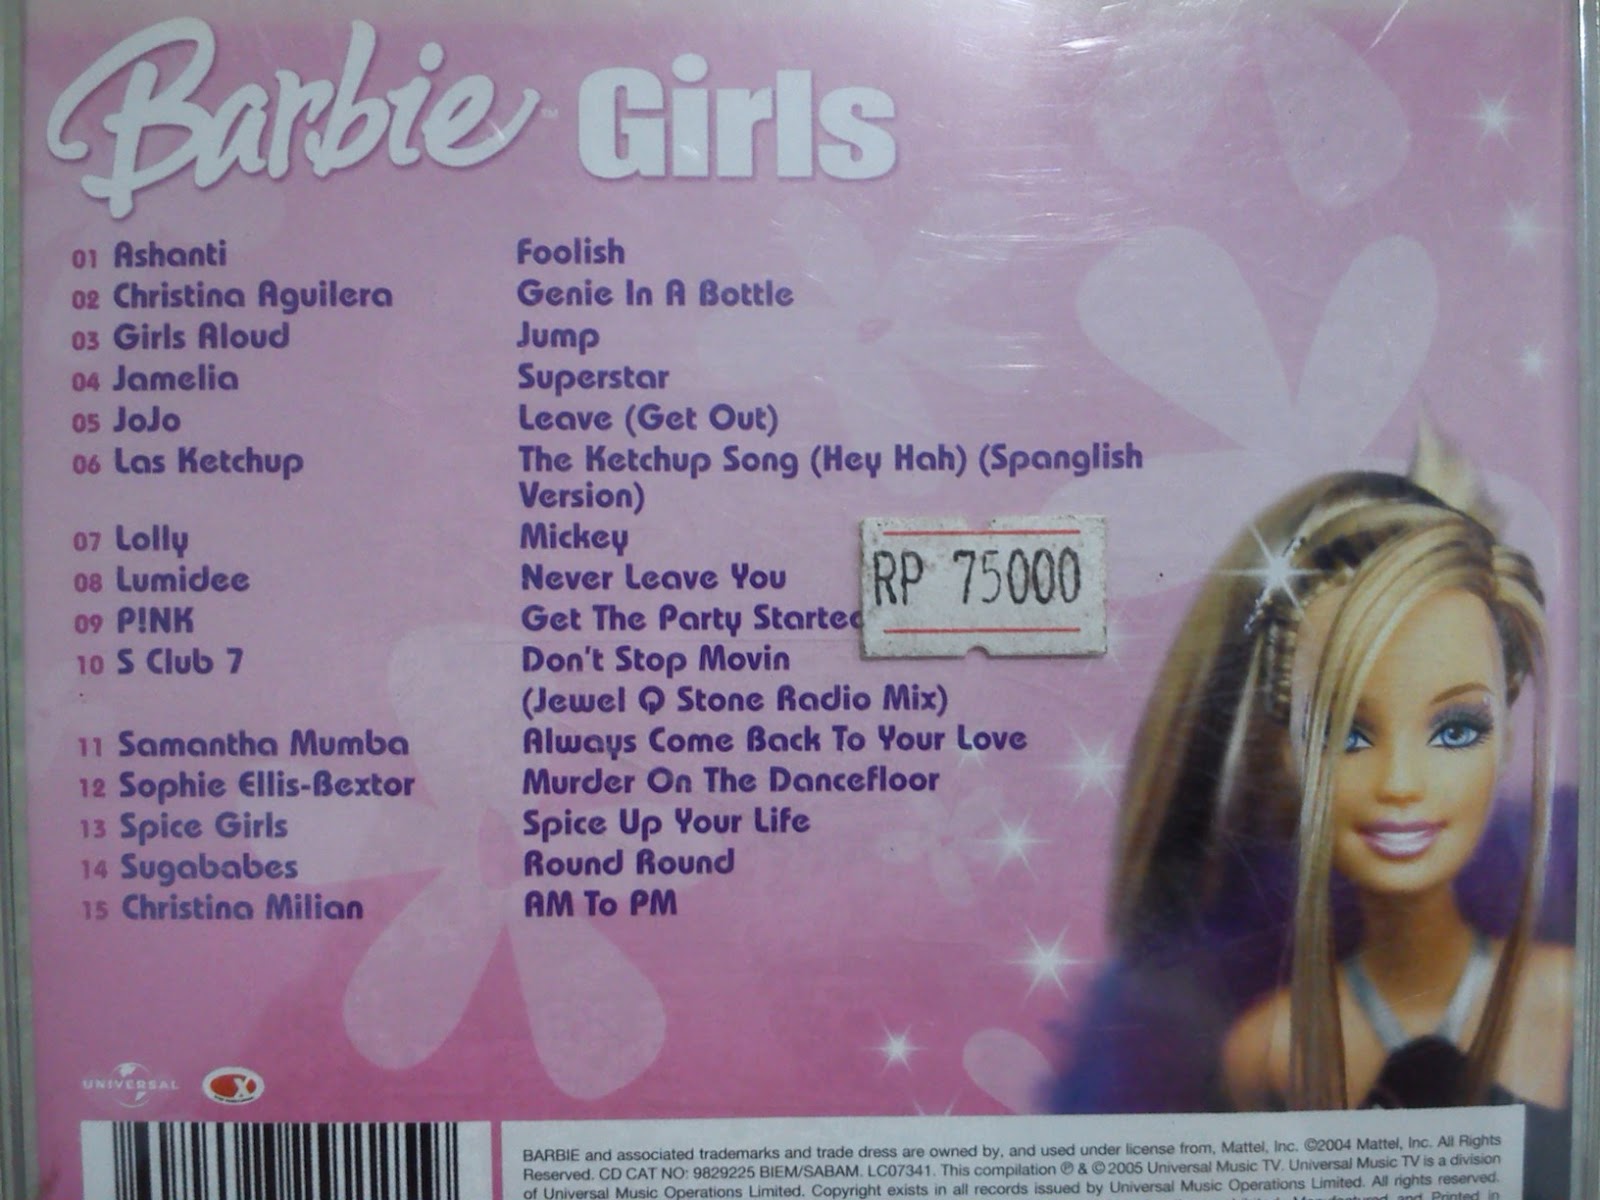 Barbie™ Girls
01 Ashanti Foolish
02 Christina Aguilera Genie In A Bottle
03 Girls Aloud Jump
04 Jamelia Superstar
05 JoJo Leave (Get Out)
06 Las Ketchup The Ketchup Song (Hey Hah) (Spanglish
Version)
07 Lolly Mickey
08 Lumidee Never Leave You
09 P!NK Get The Party Started
RP 75000
10 S Club 7 Don't Stop Movin
(Jewel Q Stone Radio Mix)
11 Samantha Mumba Always Come Back To Your Love
12 Sophie Ellis-Bextor Murder On The Dancefloor
13 Spice Girls Spice Up Your Life
14 Sugababes Round Round
15 Christina Milian AM To PM
UNIVERSAL X
BARBIE and associated trademarks and trade dress are owned by, and used under license from, Mattel, Inc. ©2004 Mattel, Inc. All Rights
Reserved. CD CAT NO: 9829225 BIEM/SABAM. LC07341. This compilation ℗ & © 2005 Universal Music TV. Universal Music TV is a division
of Universal Music Operations Limited. Copyright exists in all records issued by Universal Music Operations Limited. All rights reserved.